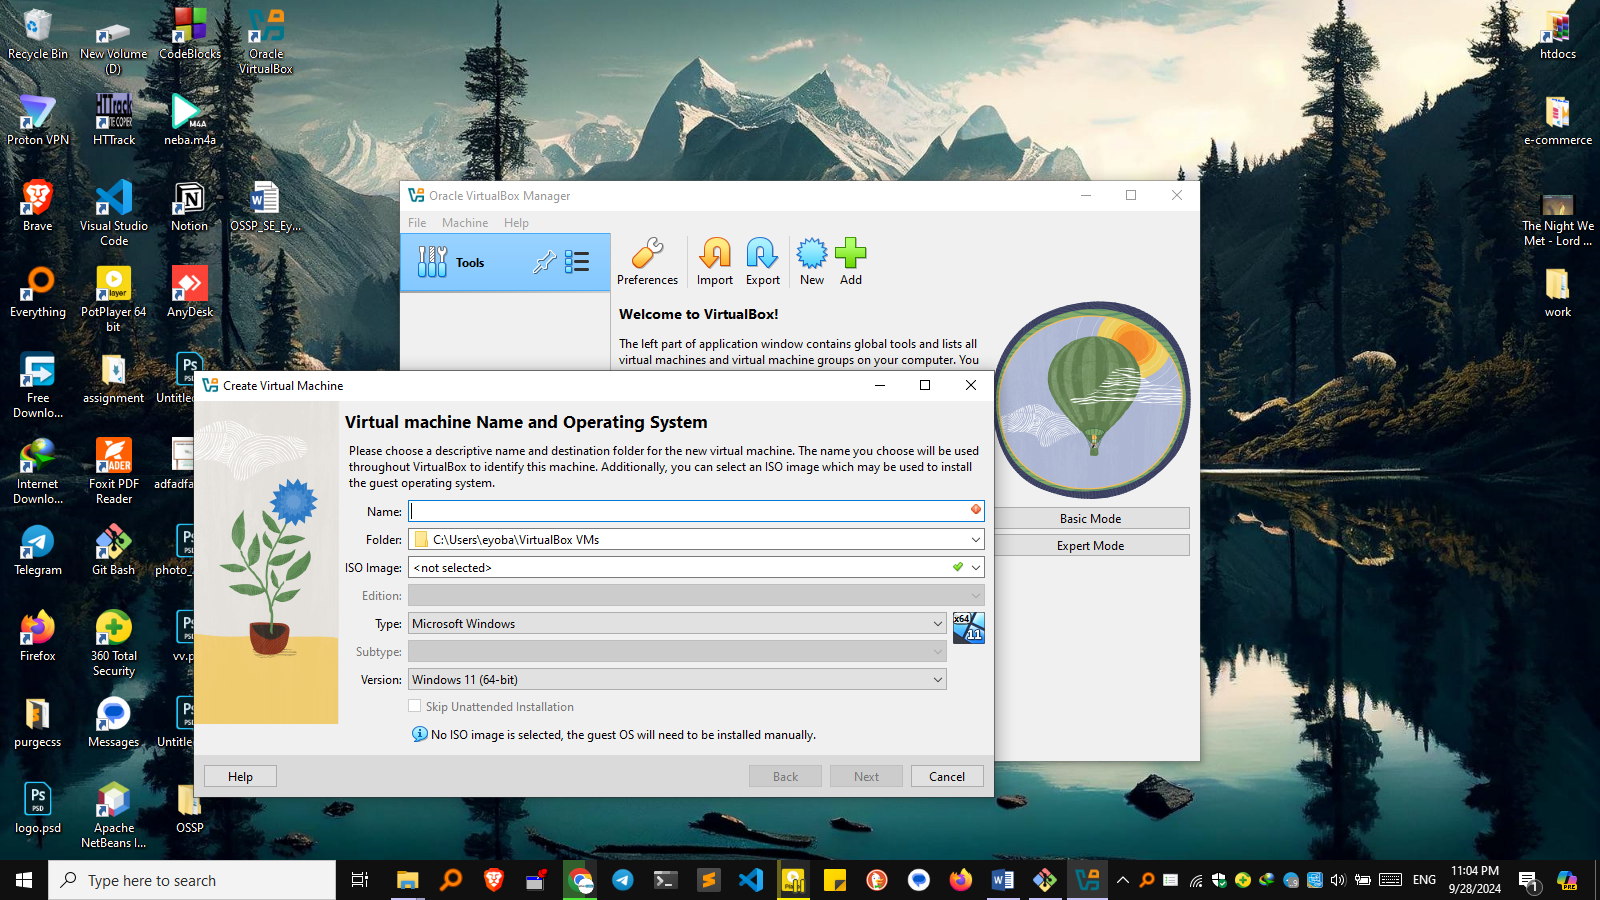 Recycle Bin
New Volume (D)
CodeBlocks
Oracle VirtualBox
Proton VPN
HTTrack
neba.m4a
Brave
Visual Studio Code
Notion
OSSP_SE_Ey...
Everything
PotPlayer 64 bit
AnyDesk
Free Downlo...
assignment
Internet Downlo...
Foxit PDF Reader
Telegram
Git Bash
Firefox
360 Total Security
purgecss
Messages
logo.psd
Apache NetBeans I...
OSSP
htdocs
e-commerce
The Night We Met - Lord ...
work
Oracle VirtualBox Manager
File Machine Help
Tools
Preferences Import Export New Add
Welcome to VirtualBox!
The left part of application window contains global tools and lists all
virtual machines and virtual machine groups on your computer. You
Basic Mode
Expert Mode
Create Virtual Machine
Virtual machine Name and Operating System
Please choose a descriptive name and destination folder for the new virtual machine. The name you choose will be used
throughout VirtualBox to identify this machine. Additionally, you can select an ISO image which may be used to install
the guest operating system.
Name:
Folder: C:\Users\eyoba\VirtualBox VMs
ISO Image: <not selected>
Edition:
Type: Microsoft Windows
x64 11
Subtype:
Version: Windows 11 (64-bit)
Skip Unattended Installation
No ISO image is selected, the guest OS will need to be installed manually.
Help Back Next Cancel
Type here to search
ENG
11:04 PM
9/28/2024
1